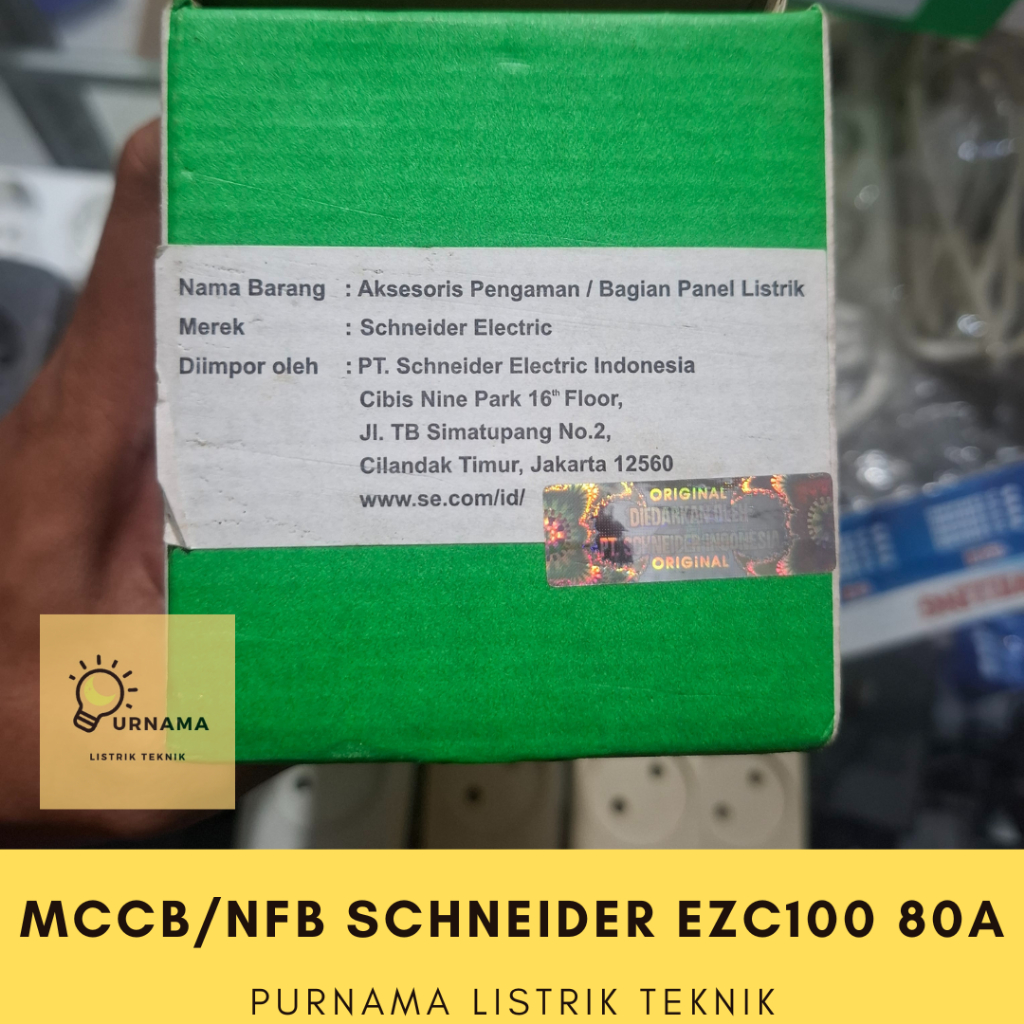 Nama Barang : Aksesoris Pengaman / Bagian Panel Listrik
Merek : Schneider Electric
Diimpor oleh : PT. Schneider Electric Indonesia
Cibis Nine Park 16th Floor,
Jl. TB Simatupang No.2,
Cilandak Timur, Jakarta 12560
www.se.com/id/
ORIGINAL
DIEDARKAN OLEH
PT. SCHNEIDER INDONESIA
ORIGINAL
URNAMA
LISTRIK TEKNIK
MCCB/NFB SCHNEIDER EZC100 80A
PURNAMA LISTRIK TEKNIK